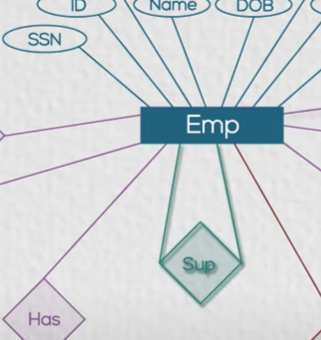 ID
Name
DOB
SSN
Emp
Sup
Has